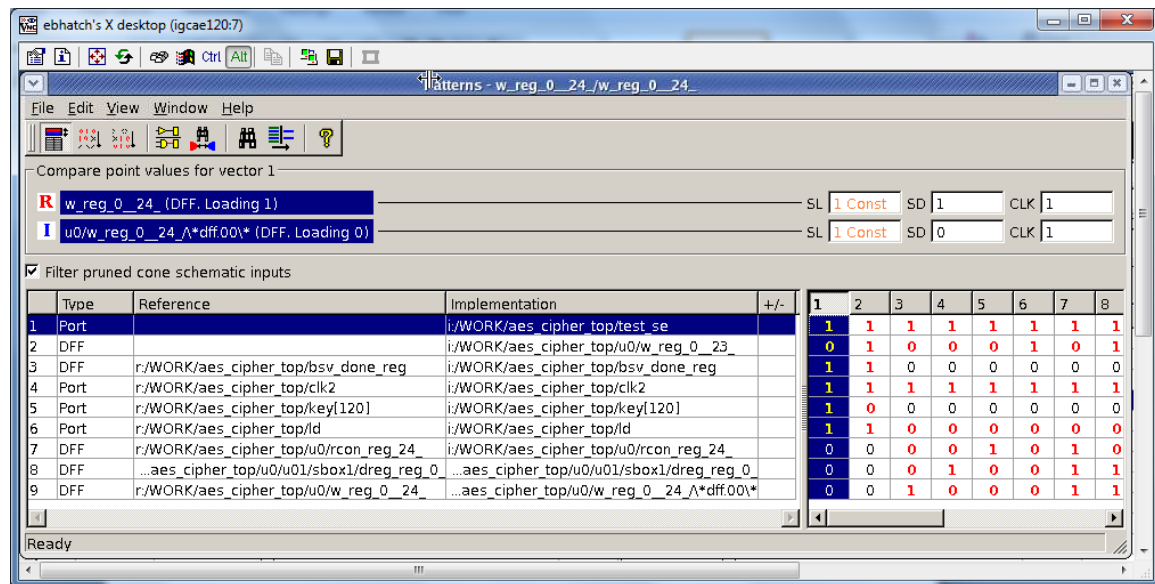 ebhatch's X desktop (igcae120:7)
Ctrl Alt
atterns - w_reg_0__24_/w_reg_0__24_
File Edit View Window Help
Compare point values for vector 1
R w_reg_0__24_ (DFF. Loading 1) SL 1 Const SD 1 CLK 1
I u0/w_reg_0__24_/\*dff.00\* (DFF. Loading 0) SL 1 Const SD 0 CLK 1
Filter pruned cone schematic inputs
Type Reference Implementation +/- 1 2 3 4 5 6 7 8
1 Port i:/WORK/aes_cipher_top/test_se 1 1 1 1 1 1 1 1
2 DFF i:/WORK/aes_cipher_top/u0/w_reg_0__23_ 0 1 0 0 0 1 0 1
3 DFF r:/WORK/aes_cipher_top/bsv_done_reg i:/WORK/aes_cipher_top/bsv_done_reg 1 1 0 0 0 0 0 0
4 Port r:/WORK/aes_cipher_top/clk2 i:/WORK/aes_cipher_top/clk2 1 1 1 1 1 1 1 1
5 Port r:/WORK/aes_cipher_top/key[120] i:/WORK/aes_cipher_top/key[120] 1 0 0 0 0 0 0 0
6 Port r:/WORK/aes_cipher_top/ld i:/WORK/aes_cipher_top/ld 1 1 0 0 0 0 0 0
7 DFF r:/WORK/aes_cipher_top/u0/rcon_reg_24_ i:/WORK/aes_cipher_top/u0/rcon_reg_24_ 0 0 0 0 1 0 1 0
8 DFF ...aes_cipher_top/u0/u01/sbox1/dreg_reg_0_ ...aes_cipher_top/u0/u01/sbox1/dreg_reg_0_ 0 0 0 1 0 0 1 1
9 DFF r:/WORK/aes_cipher_top/u0/w_reg_0__24_ ...aes_cipher_top/u0/w_reg_0__24_/\*dff.00\* 0 0 1 0 0 0 1 1
Ready